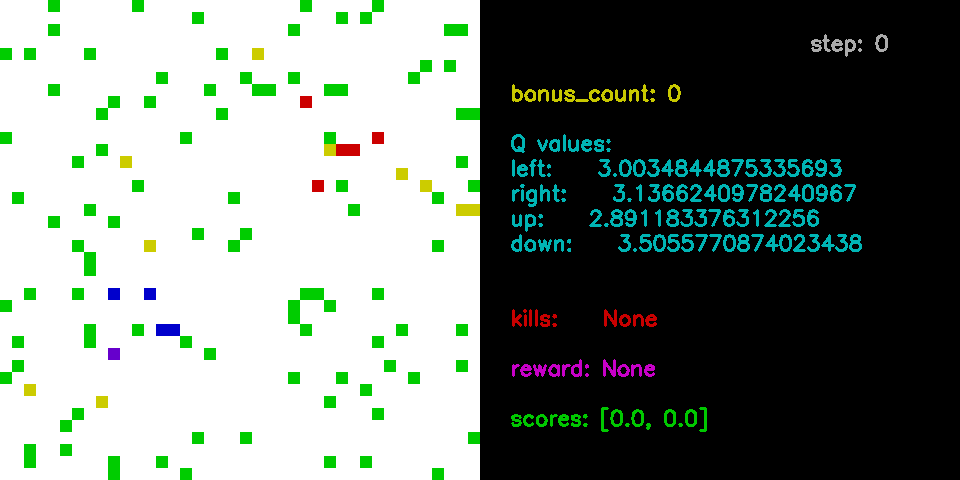 step: 0
bonus_count: 0
Q values:
left: 3.0034844875335693
right: 3.1366240978240967
up: 2.891183376312256
down: 3.5055770874023438
kills: None
reward: None
scores: [0.0, 0.0]